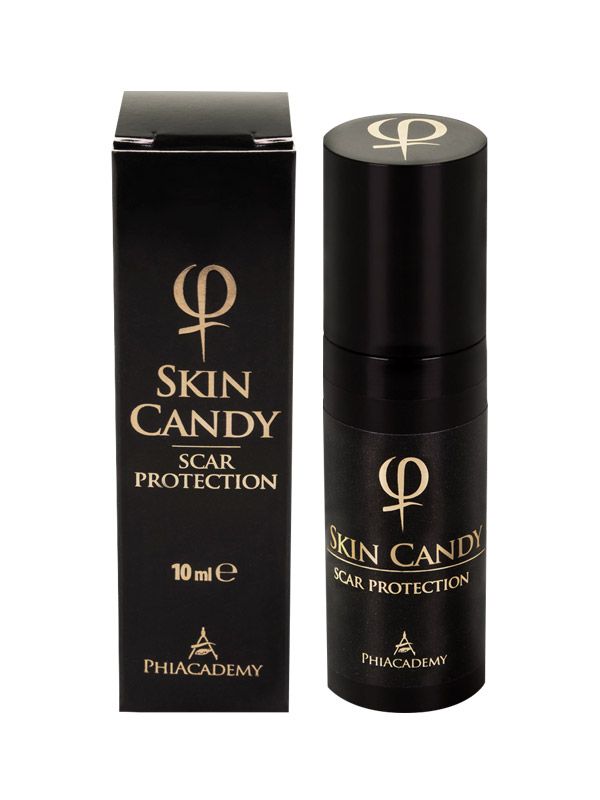 φ
SKIN
CANDY
SCAR
PROTECTION
10 ml ℮
PHIACADEMY
φ
φ
SKIN CANDY
SCAR PROTECTION
PHIACADEMY